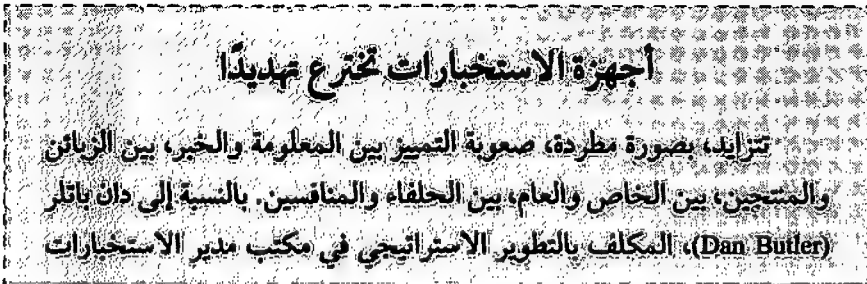 أجهزة الاستخبارات تخترع تهديدًا
تتزايد، بصورة مطردة، صعوبة التمييز بين المعلومة والخبر، بين الزبائن
والمنتجين، بين الخاص والعام، بين الحلفاء والمنافسين. بالنسبة إلى دان باتلر
(Dan Butler)، المكلف بالتطوير الاستراتيجي في مكتب مدير الاستخبارات